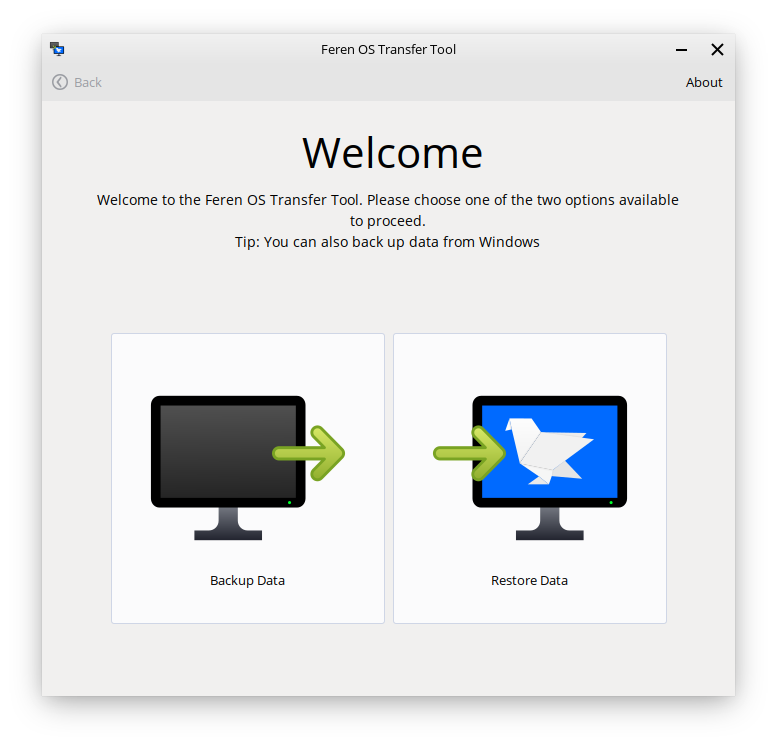 Feren OS Transfer Tool
Back
About
Welcome
Welcome to the Feren OS Transfer Tool. Please choose one of the two options available
to proceed.
Tip: You can also back up data from Windows
Backup Data
Restore Data